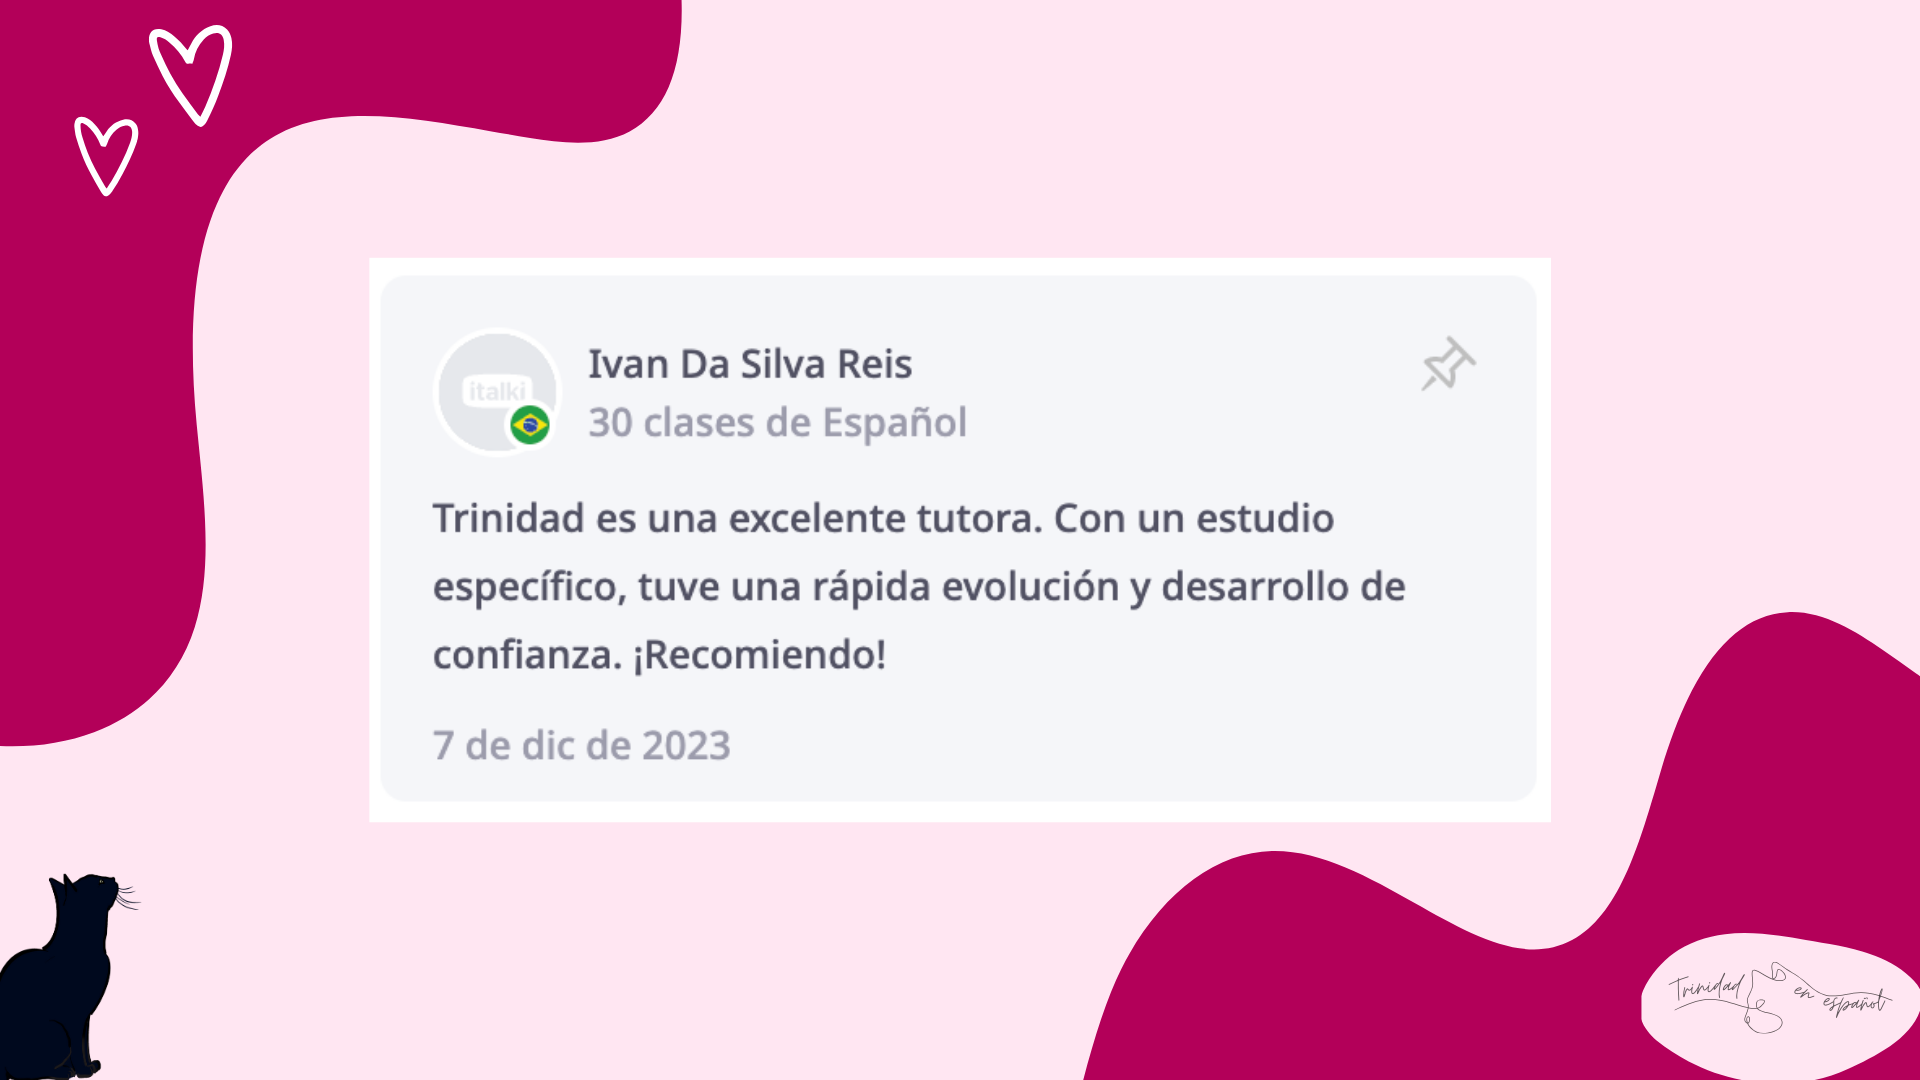 italki
Ivan Da Silva Reis
30 clases de Español
Trinidad es una excelente tutora. Con un estudio
específico, tuve una rápida evolución y desarrollo de
confianza. ¡Recomiendo!
7 de dic de 2023
Trinidad en español